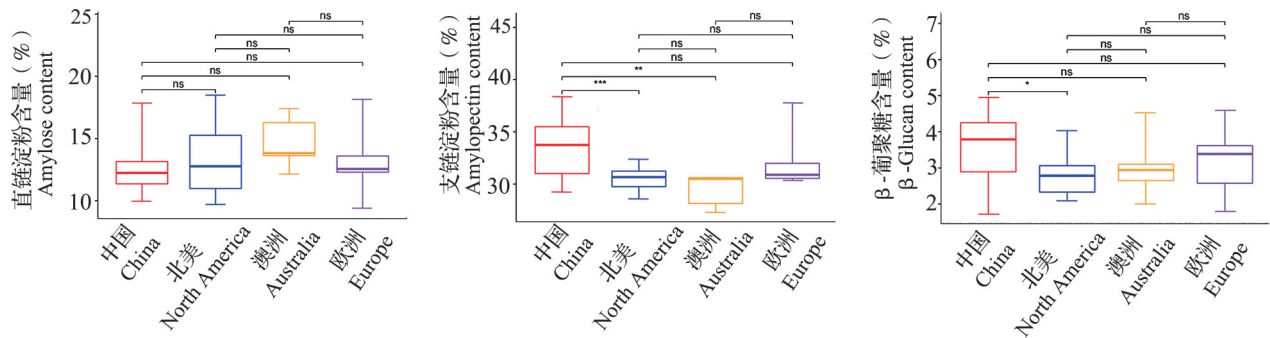 直链淀粉含量（%）
Amylose content
25
20
15
10
ns
ns
ns
ns
ns
ns
中国
China
北美
North America
澳洲
Australia
欧洲
Europe
支链淀粉含量（%）
Amylopectin content
45
40
35
30
ns
ns
ns
ns
**
***
中国
China
北美
North America
澳洲
Australia
欧洲
Europe
β-葡聚糖含量（%）
β-Glucan content
7
6
5
4
3
2
ns
ns
ns
ns
ns
*
中国
China
北美
North America
澳洲
Australia
欧洲
Europe